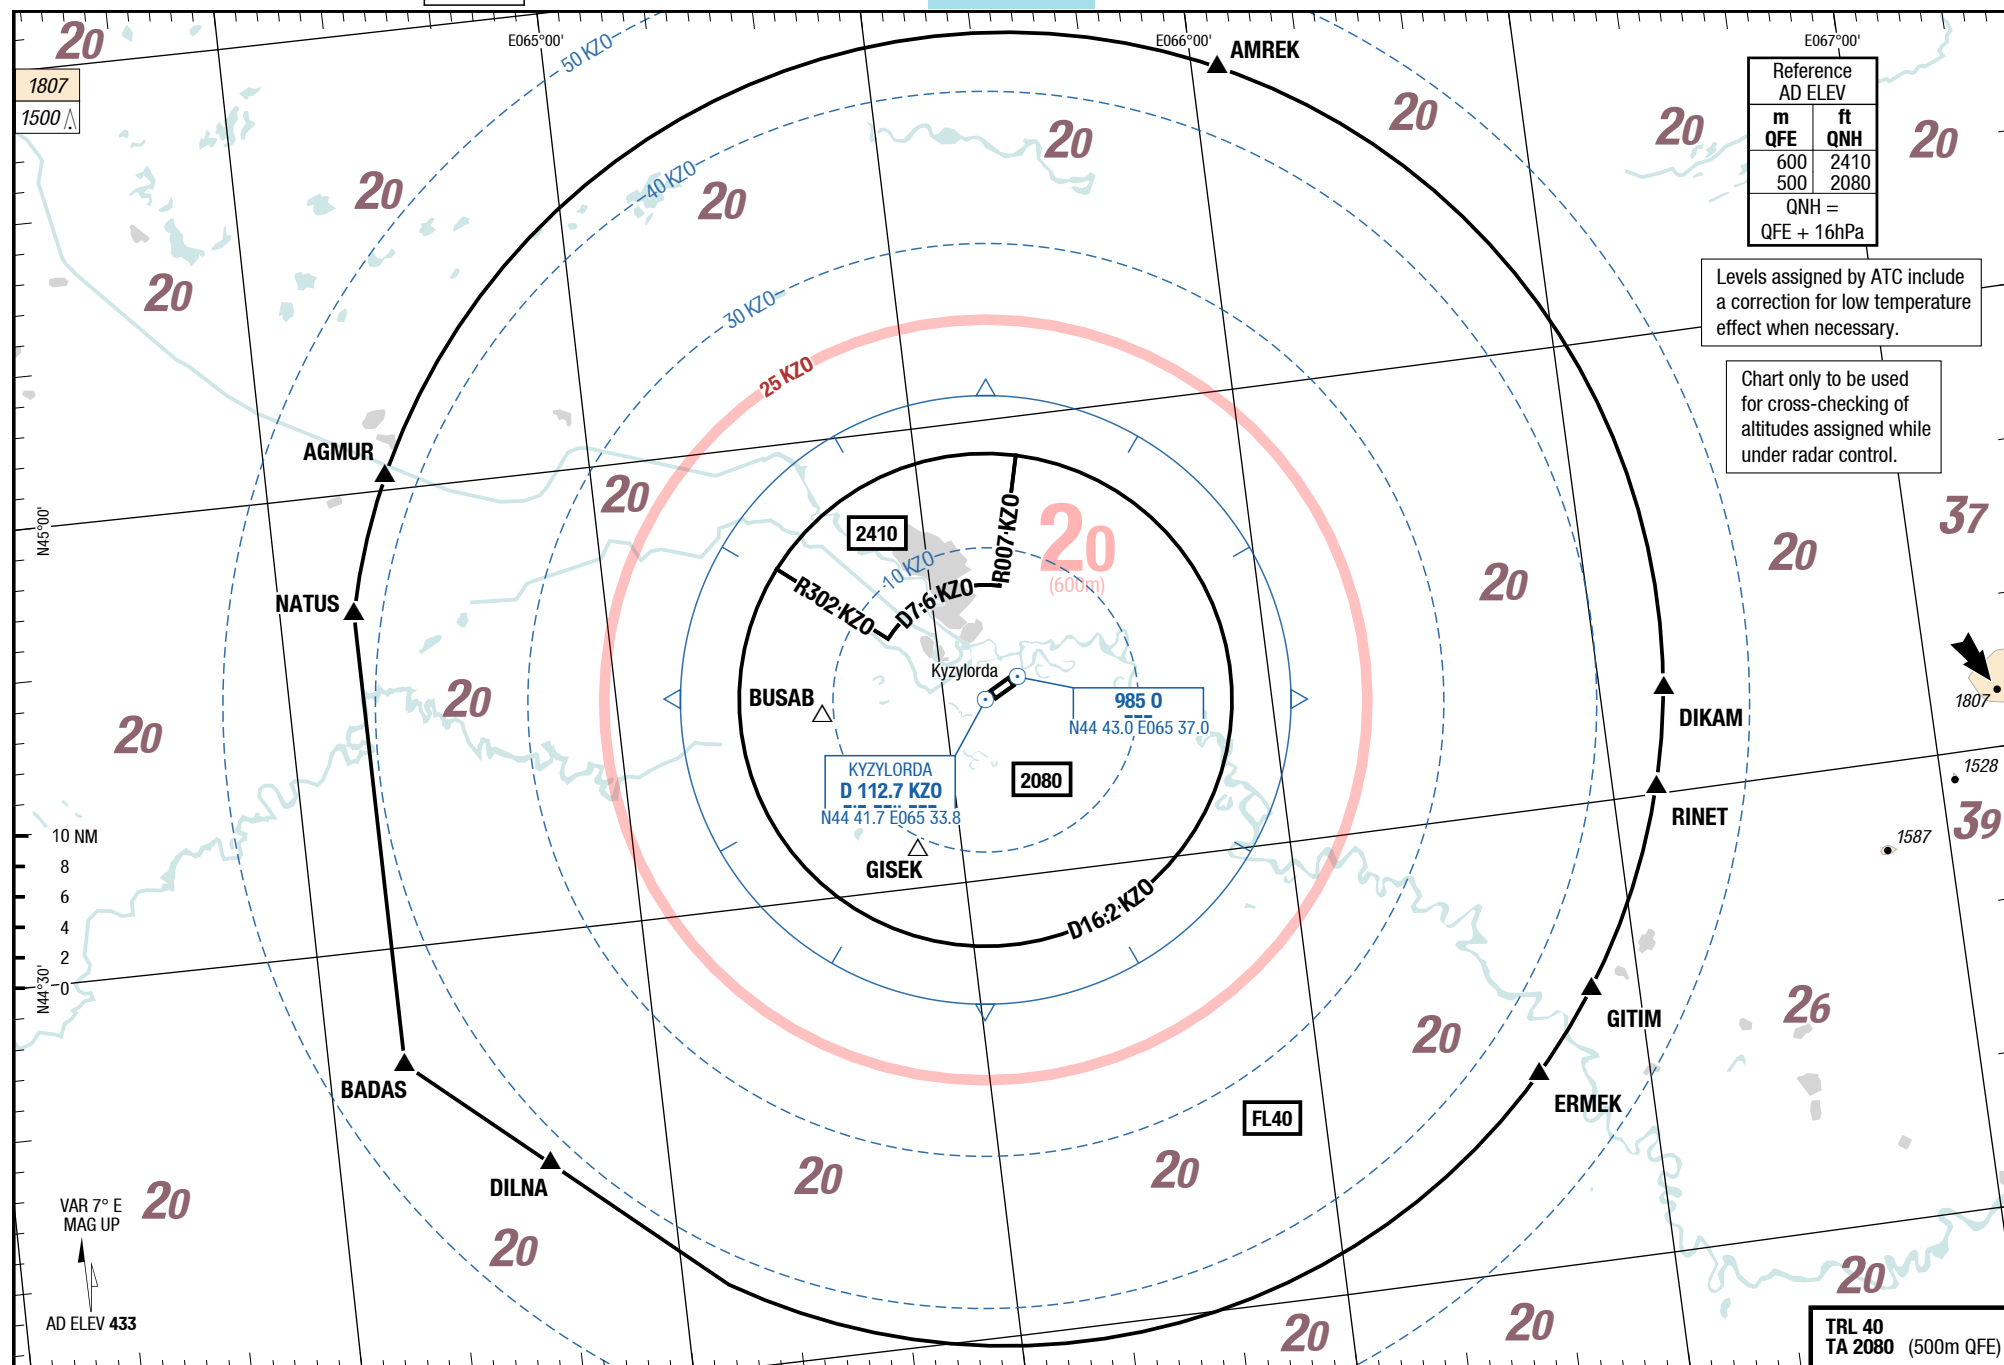 E065°00'
E066°00'
E067°00'
20
50 KZO
AMREK
1807
1500
Reference
AD ELEV
m ft
QFE QNH
600 2410
500 2080
QNH =
QFE + 16hPa
20
20
20
20
20
40 KZO
20
20
Levels assigned by ATC include
a correction for low temperature
effect when necessary.
20
30 KZO
25 KZO
Chart only to be used
for cross-checking of
altitudes assigned while
under radar control.
AGMUR
20
37
N45°00'
2410
R007 KZO
20
(600m)
20
20
10 KZO
R302 KZO
D7.6 KZO
NATUS
Kyzylorda
20
BUSAB
985 O
N44 43.0 E065 37.0
1807
DIKAM
20
KYZYLORDA
D 112.7 KZO
N44 41.7 E065 33.8
2080
1528
RINET
39
10 NM
8
6
4
2
0
1587
GISEK
D16.2 KZO
N44°30'
26
GITIM
20
BADAS
ERMEK
FL40
20
20
DILNA
20
VAR 7° E
MAG UP
20
20
AD ELEV 433
20
20
TRL 40
TA 2080 (500m QFE)